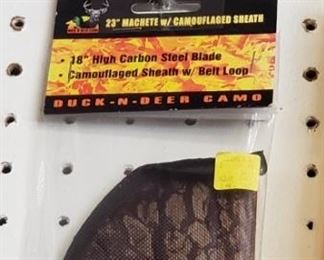 23" MACHETE w/ CAMOUFLAGED SHEATH
• 18" High Carbon Steel Blade
• Camouflaged Sheath w/ Belt Loop
DUCK-N-DEER CAMO